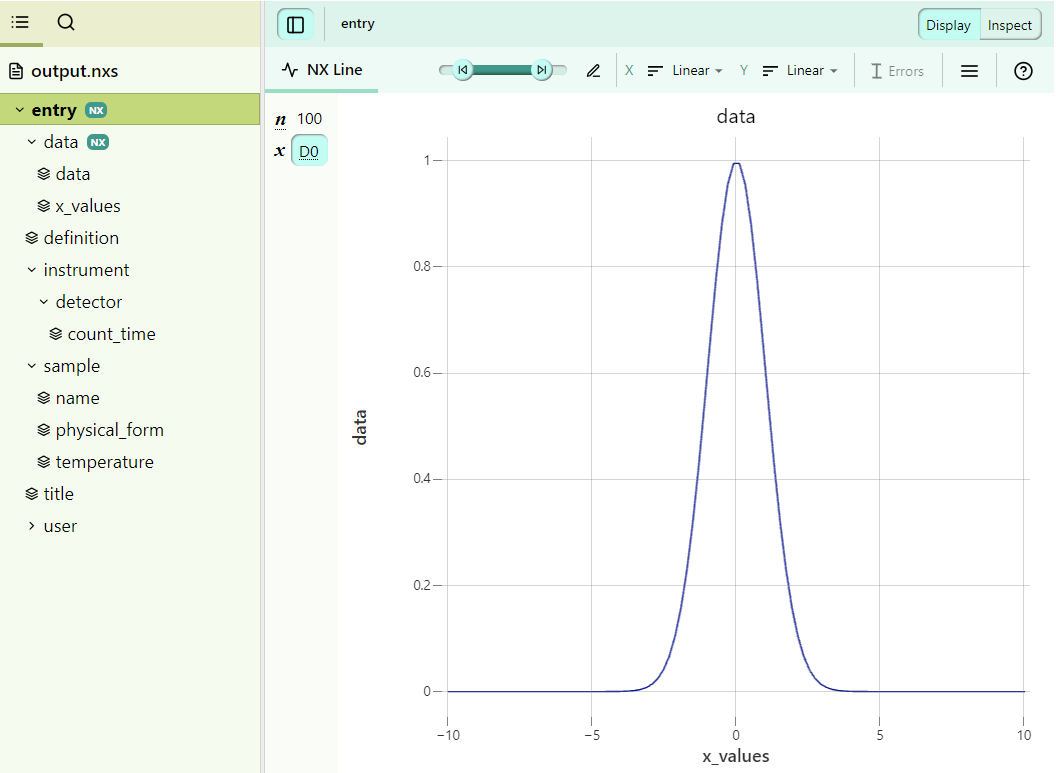 entry
Display
Inspect
output.nxs
NX Line
X
Linear
Y
Linear
Errors
entry NX
data NX
data
x_values
definition
instrument
detector
count_time
sample
name
physical_form
temperature
title
user
n 100
x D0
data
1
0.8
0.6
0.4
0.2
0
data
−10
−5
0
5
10
x_values